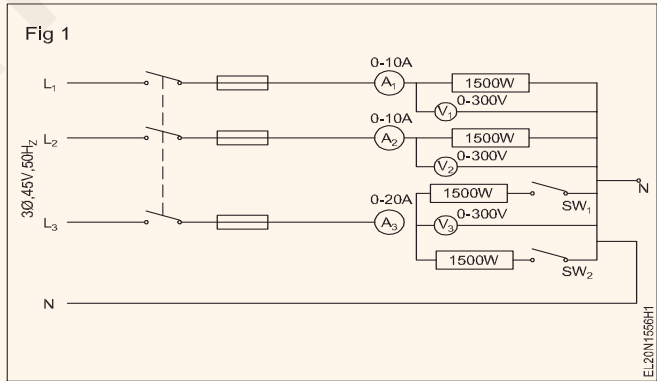 Fig 1
3Ø,45V,50HZ
L1
0-10A
A1
1500W
V1
0-300V
L2
0-10A
A2
1500W
V2
0-300V
L3
0-20A
A3
1500W
SW1
V3
0-300V
1500W
SW2
N
N
EL20N1556H1